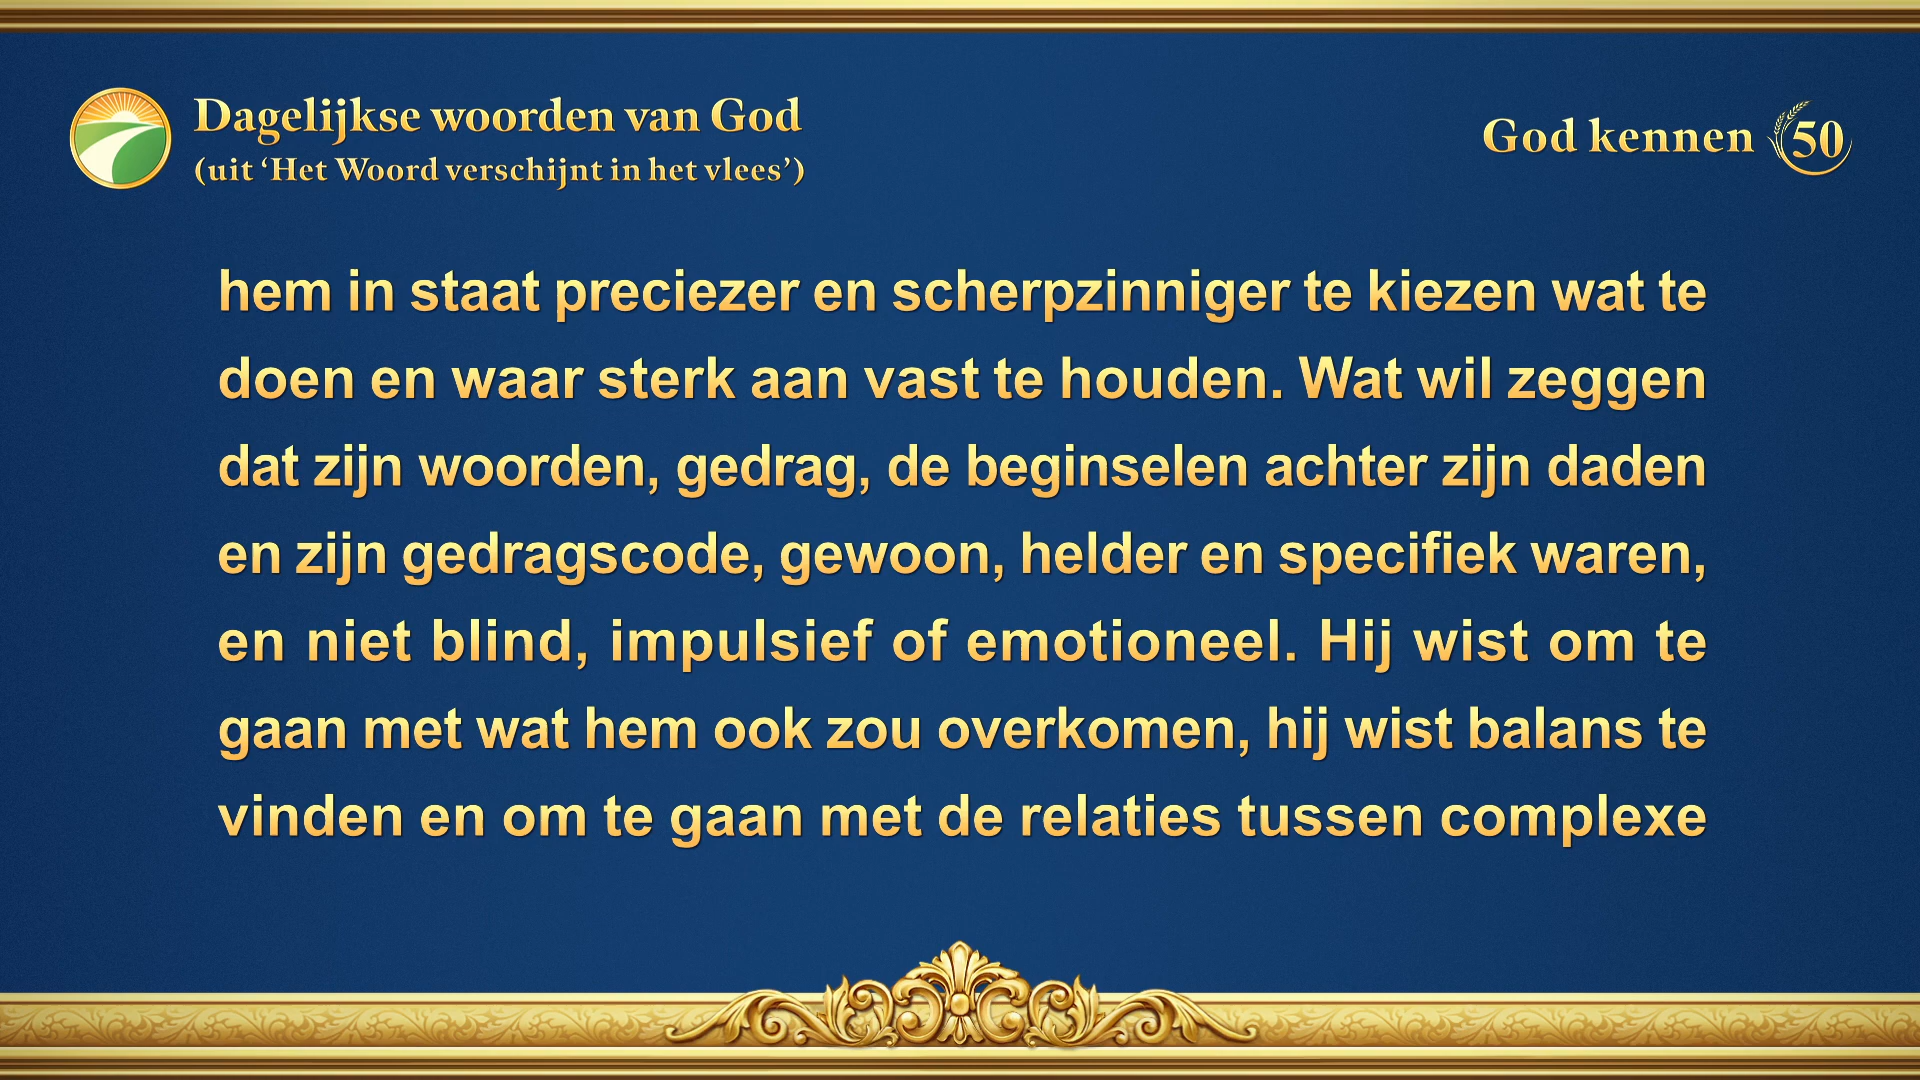 Dagelijkse woorden van God
(uit ‘Het Woord verschijnt in het vlees’)
God kennen 50
hem in staat preciezer en scherpzinniger te kiezen wat te
doen en waar sterk aan vast te houden. Wat wil zeggen
dat zijn woorden, gedrag, de beginselen achter zijn daden
en zijn gedragscode, gewoon, helder en specifiek waren,
en niet blind, impulsief of emotioneel. Hij wist om te
gaan met wat hem ook zou overkomen, hij wist balans te
vinden en om te gaan met de relaties tussen complexe